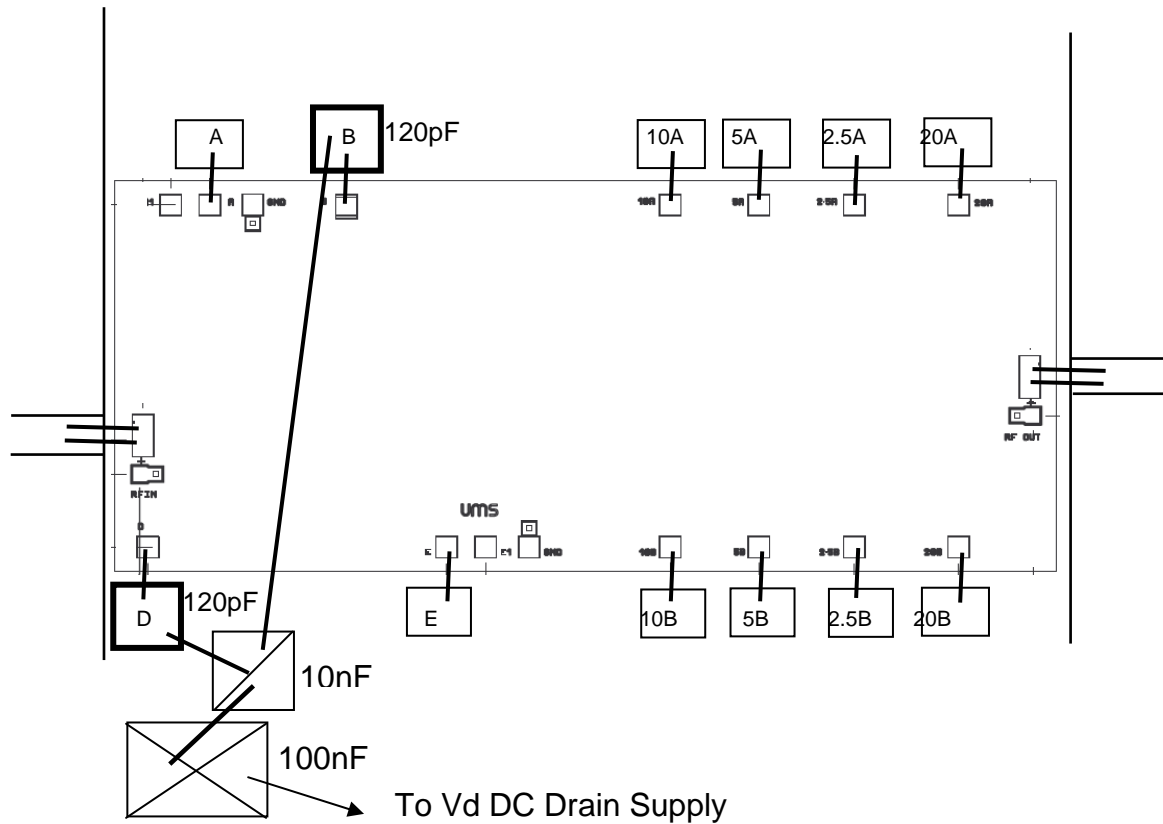 A
B
120pF
10A
5A
2.5A
20A
A
GND
10A
5A
2·5A
20A
RF OUT
RFIN
ums
D
E
E1
GND
10B
5B
2·5B
20B
D
120pF
E
10B
5B
2.5B
20B
10nF
100nF
To Vd DC Drain Supply